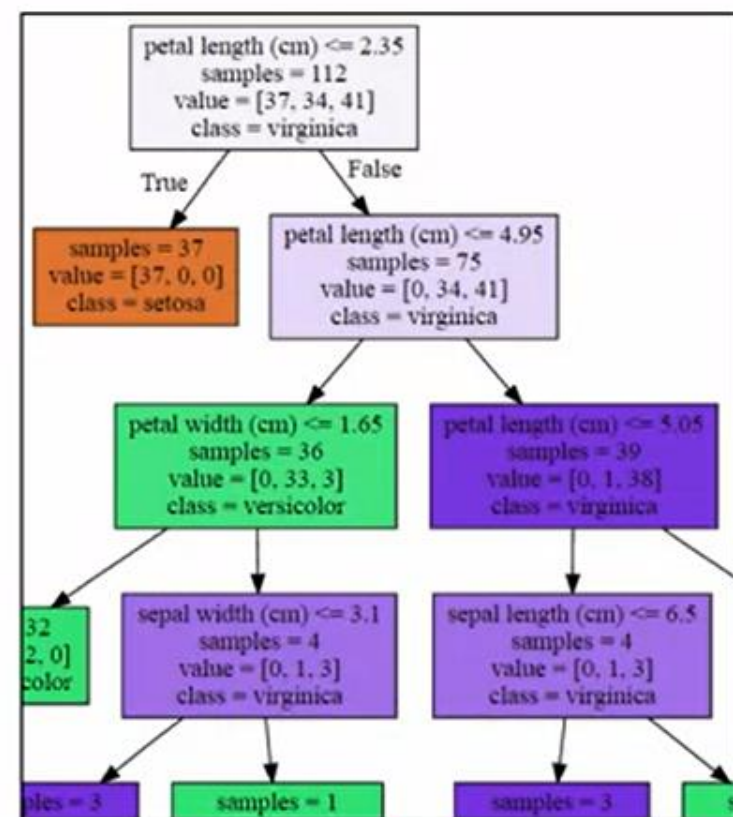 petal length (cm) <= 2.35
samples = 112
value = [37, 34, 41]
class = virginica
True
False
samples = 37
value = [37, 0, 0]
class = setosa
petal length (cm) <= 4.95
samples = 75
value = [0, 34, 41]
class = virginica
petal width (cm) <= 1.65
samples = 36
value = [0, 33, 3]
class = versicolor
petal length (cm) <= 5.05
samples = 39
value = [0, 1, 38]
class = virginica
32
2, 0]
color
sepal width (cm) <= 3.1
samples = 4
value = [0, 1, 3]
class = virginica
sepal length (cm) <= 6.5
samples = 4
value = [0, 1, 3]
class = virginica
ples = 3
samples = 1
samples = 3
s